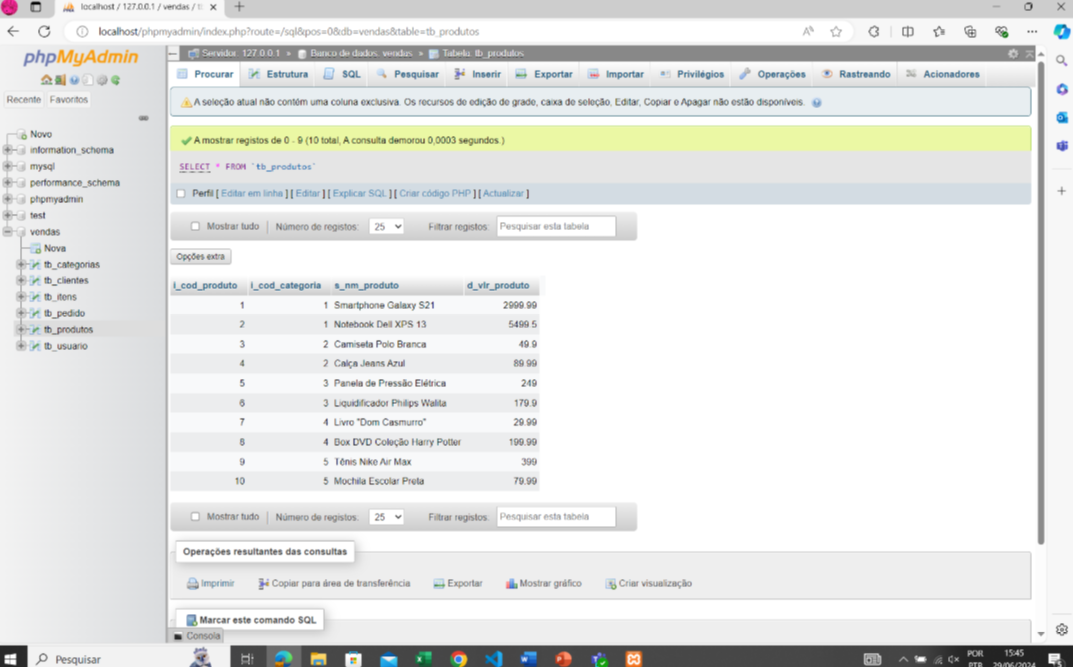 localhost / 127.0.0.1 / vendas / t
localhost/phpmyadmin/index.php?route=/sql&pos=0&db=vendas&table=tb_produtos
phpMyAdmin
Recente Favoritos
Novo
information_schema
mysql
performance_schema
phpmyadmin
test
vendas
Nova
tb_categorias
tb_clientes
tb_itens
tb_pedido
tb_produtos
tb_usuario
Servidor: 127.0.0.1 » Banco de dados: vendas » Tabela: tb_produtos
Procurar Estrutura SQL Pesquisar Inserir Exportar Importar Privilégios Operações Rastreando Acionadores
A seleção atual não contém uma coluna exclusiva. Os recursos de edição de grade, caixa de seleção, Editar, Copiar e Apagar não estão disponíveis.
A mostrar registos de 0 - 9 (10 total, A consulta demorou 0,0003 segundos.)
SELECT * FROM `tb_produtos`
Perfil [ Editar em linha ] [ Editar ] [ Explicar SQL ] [ Criar código PHP ] [ Actualizar ]
Mostrar tudo Número de registos: 25 Filtrar registos: Pesquisar esta tabela
Opções extra
i_cod_produto i_cod_categoria s_nm_produto d_vlr_produto
1 1 Smartphone Galaxy S21 2999.99
2 1 Notebook Dell XPS 13 5499.5
3 2 Camiseta Polo Branca 49.9
4 2 Calça Jeans Azul 89.99
5 3 Panela de Pressão Elétrica 249
6 3 Liquidificador Philips Walita 179.9
7 4 Livro "Dom Casmurro" 29.99
8 4 Box DVD Coleção Harry Potter 199.99
9 5 Tênis Nike Air Max 399
10 5 Mochila Escolar Preta 79.99
Mostrar tudo Número de registos: 25 Filtrar registos: Pesquisar esta tabela
Operações resultantes das consultas
Imprimir Copiar para área de transferência Exportar Mostrar gráfico Criar visualização
Marcar este comando SQL
Consola
Pesquisar
POR 15:45
PTB 29/06/2024